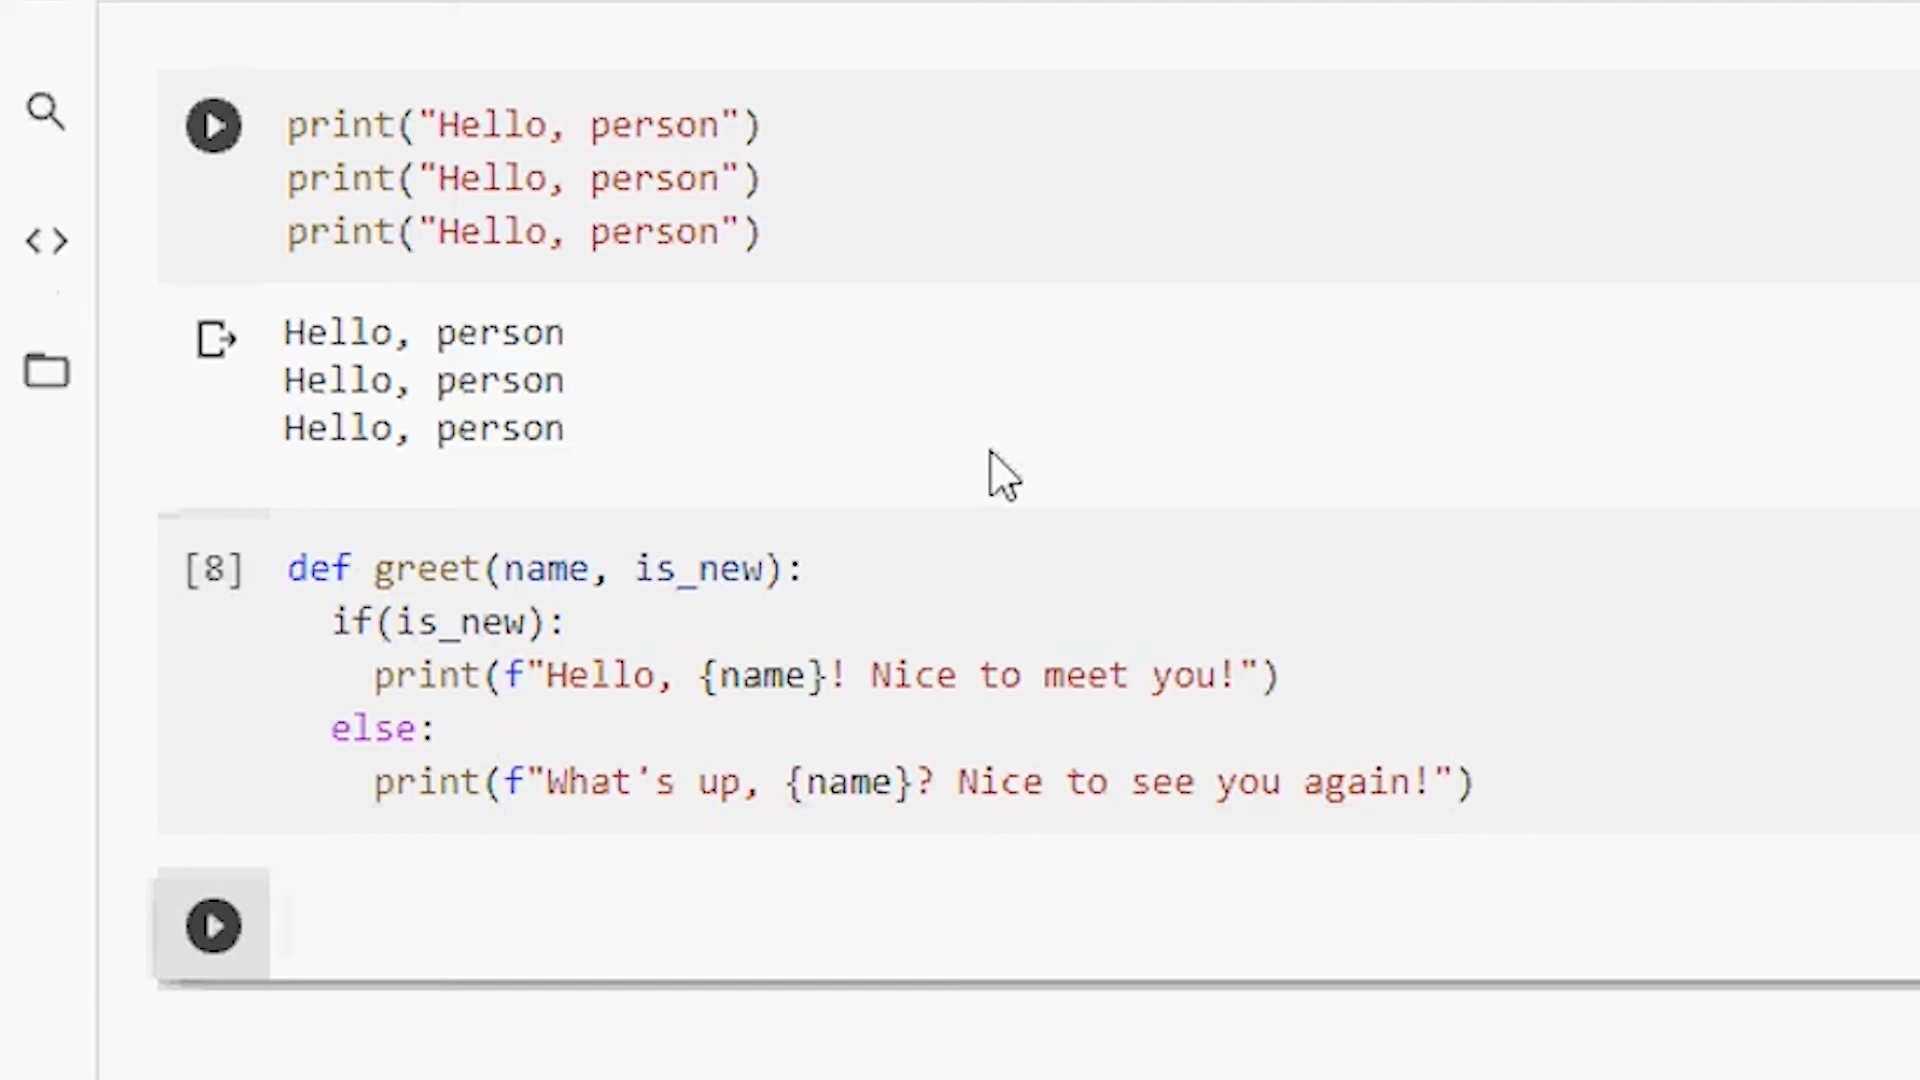 print("Hello, person")
print("Hello, person")
print("Hello, person")
Hello, person
Hello, person
Hello, person
[8] def greet(name, is_new):
  if(is_new):
    print(f"Hello, {name}! Nice to meet you!")
  else:
    print(f"What's up, {name}? Nice to see you again!")